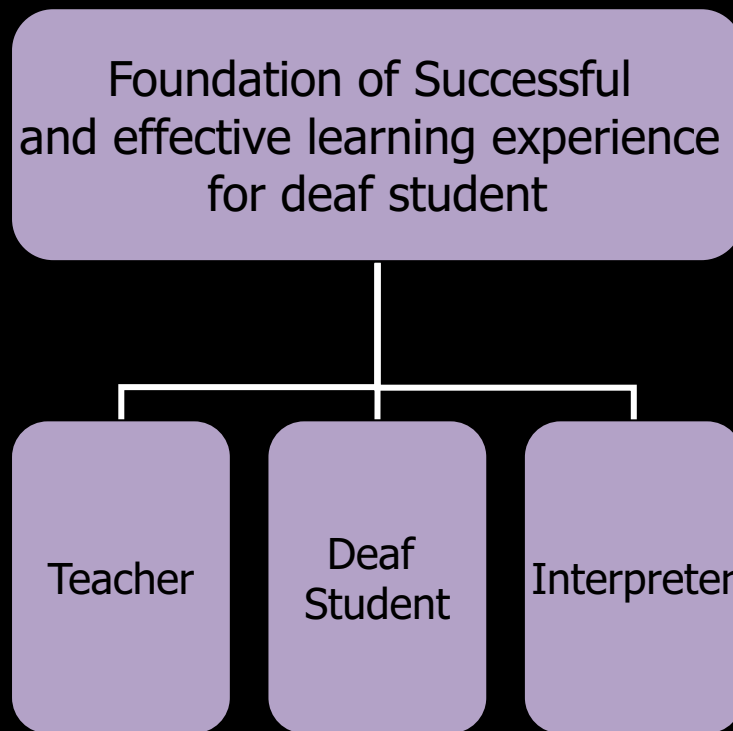 Foundation of Successful
and effective learning experience
for deaf student
Teacher
Deaf
Student
Interpreter